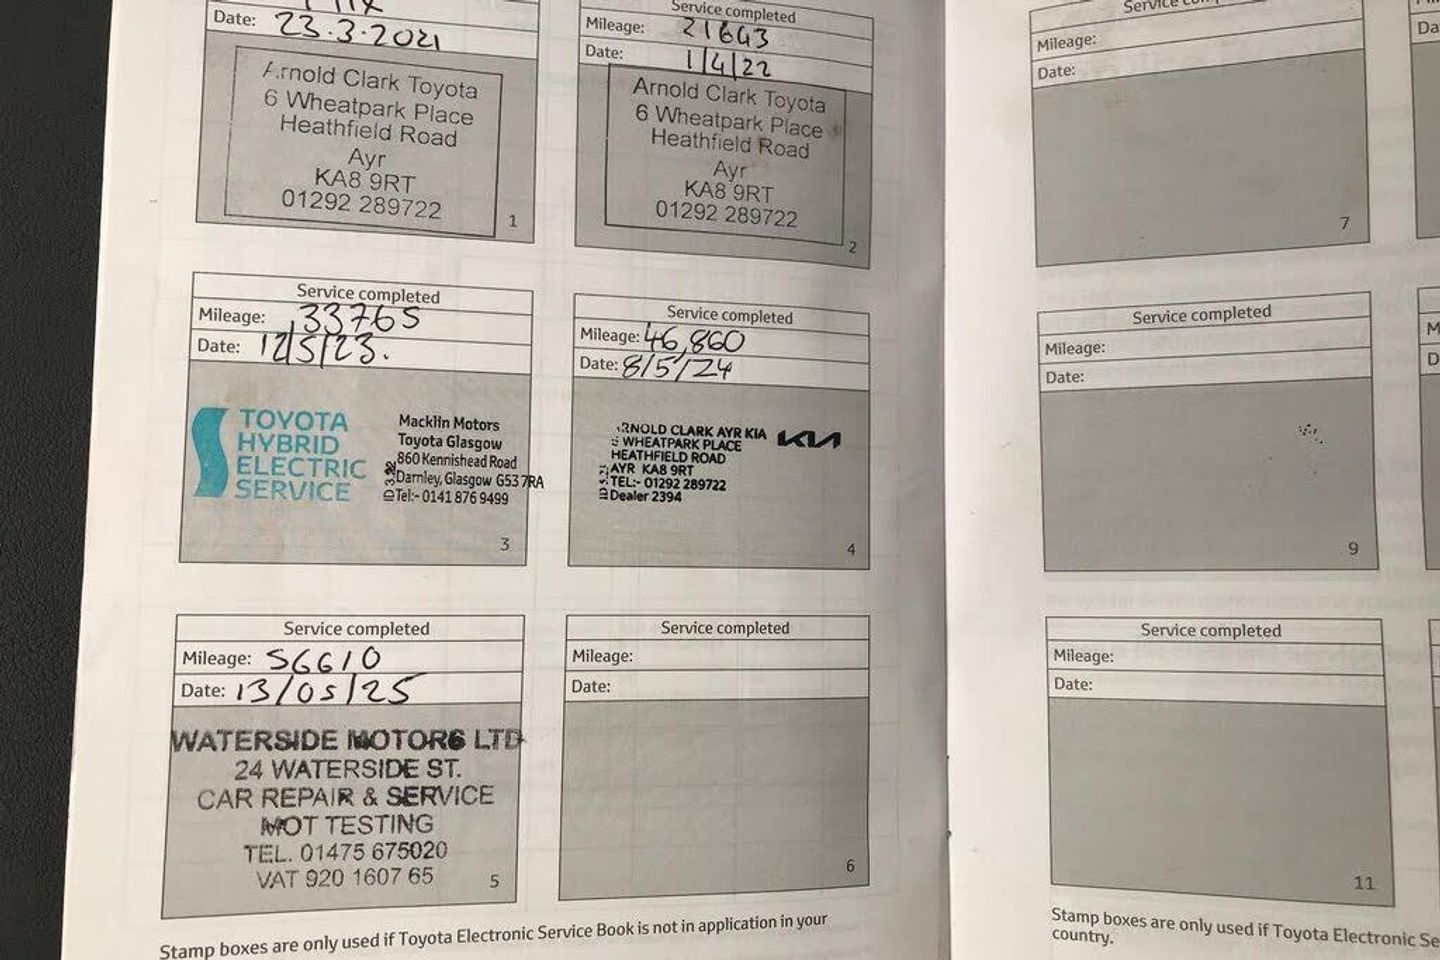 Date: 23.3.2021
Arnold Clark Toyota
6 Wheatpark Place
Heathfield Road
Ayr
KA8 9RT
01292 289722
1
Service completed
Mileage: 21643
Date: 1/4/22
Arnold Clark Toyota
6 Wheatpark Place
Heathfield Road
Ayr
KA8 9RT
01292 289722
2
Service completed
Mileage: 33765
Date: 12/5/23.
TOYOTA
HYBRID
ELECTRIC
SERVICE
Macklin Motors
Toyota Glasgow
860 Kennishead Road
Darnley, Glasgow G53 7RA
Tel:- 0141 876 9499
3
Service completed
Mileage: 46,860
Date: 8/5/24
ARNOLD CLARK AYR KIA
WHEATPARK PLACE
HEATHFIELD ROAD
AYR KA8 9RT
TEL:- 01292 289722
Dealer 2394
KIA
4
Service completed
Mileage: 56610
Date: 13/05/25
WATERSIDE MOTORS LTD
24 WATERSIDE ST.
CAR REPAIR & SERVICE
MOT TESTING
TEL. 01475 675020
VAT 920 1607 65
5
Service completed
Mileage:
Date:
6
Stamp boxes are only used if Toyota Electronic Service Book is not in application in your
Service
Mileage:
Date:
7
Service completed
Mileage:
Date:
9
Service completed
Mileage:
Date:
11
Stamp boxes are only used if Toyota Electronic Se
country.